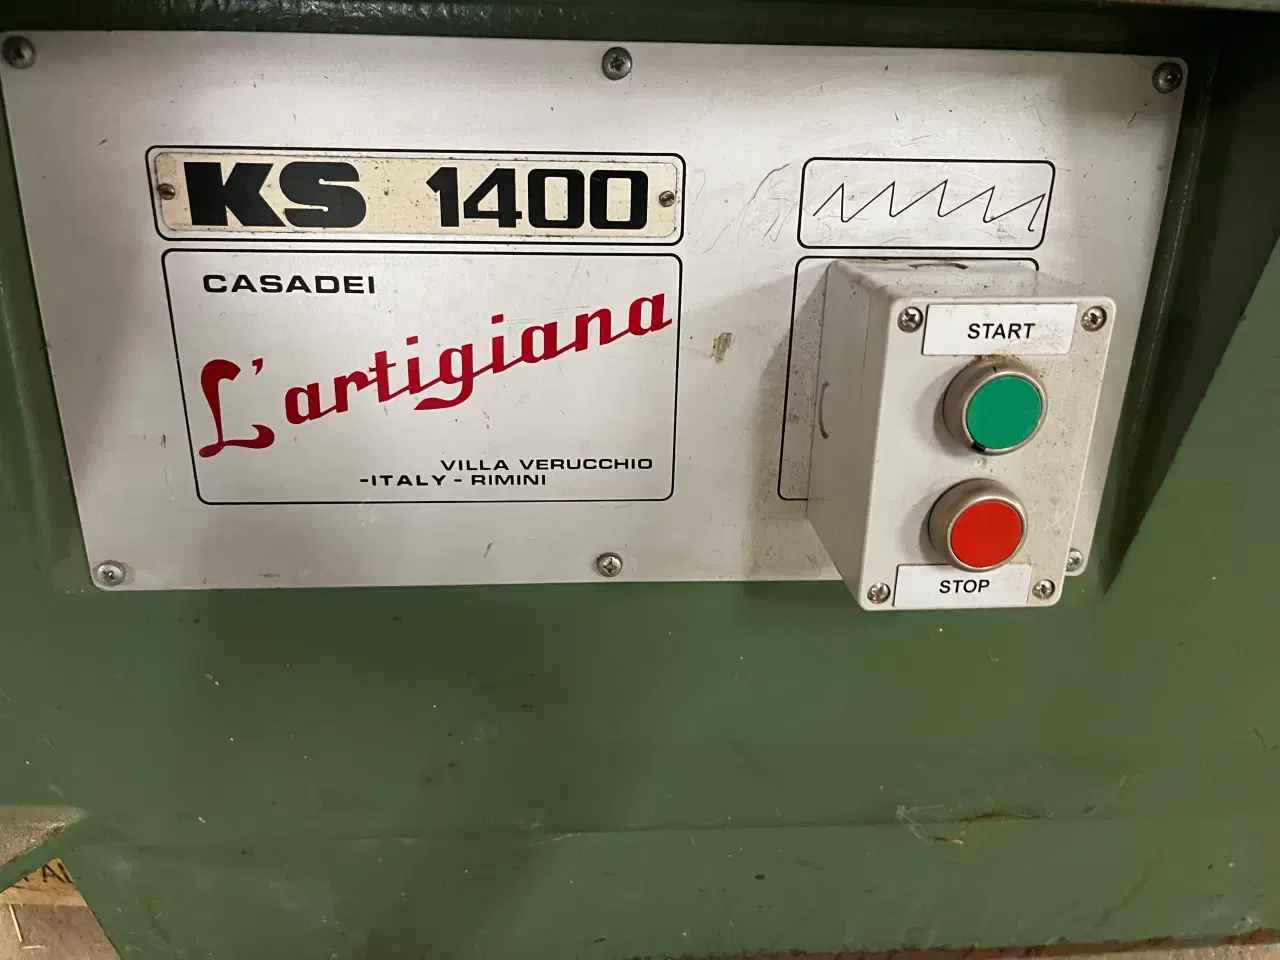 KS 1400
CASADEI
L'artigiana
VILLA VERUCCHIO
-ITALY - RIMINI
START
STOP